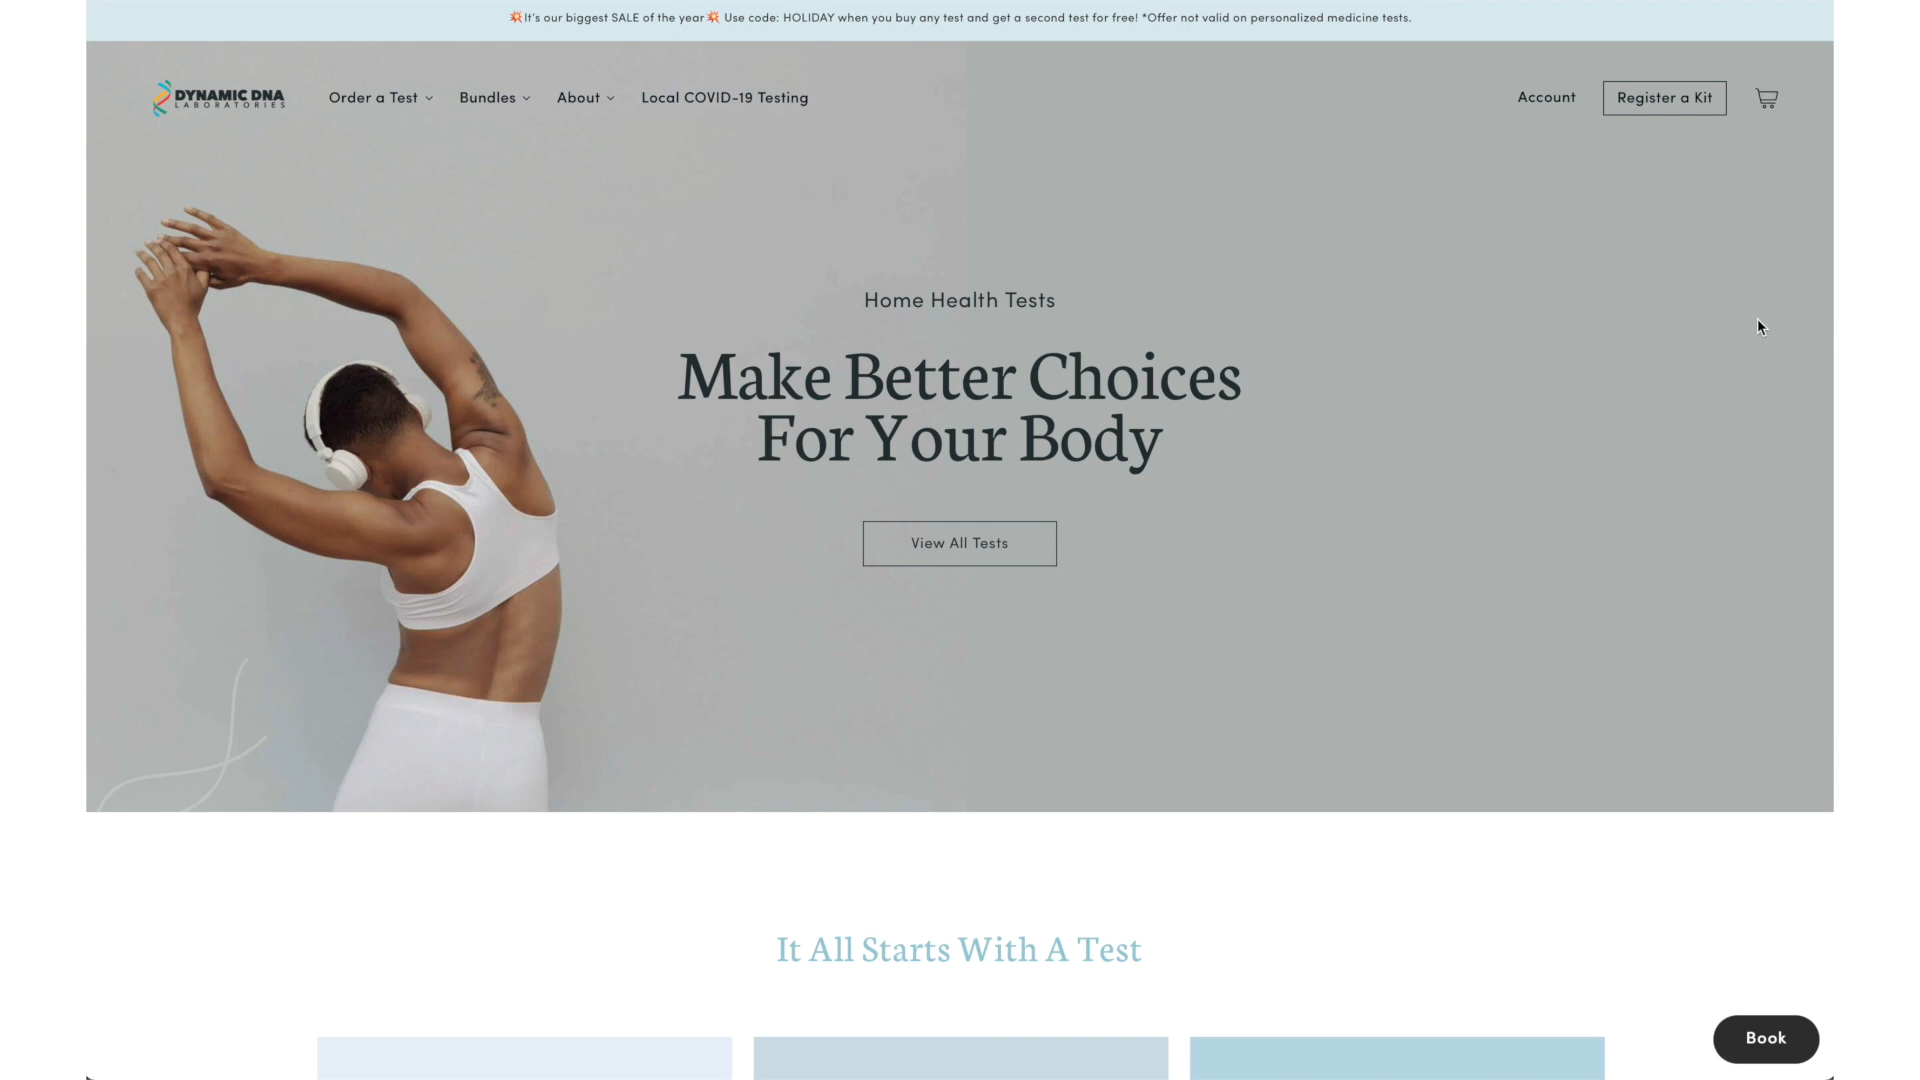 💥It's our biggest SALE of the year💥 Use code: HOLIDAY when you buy any test and get a second test for free! *Offer not valid on personalized medicine tests.
DYNAMIC DNA
LABORATORIES
Order a Test
Bundles
About
Local COVID-19 Testing
Account
Register a Kit
Home Health Tests
Make Better Choices
For Your Body
View All Tests
It All Starts With A Test
Book